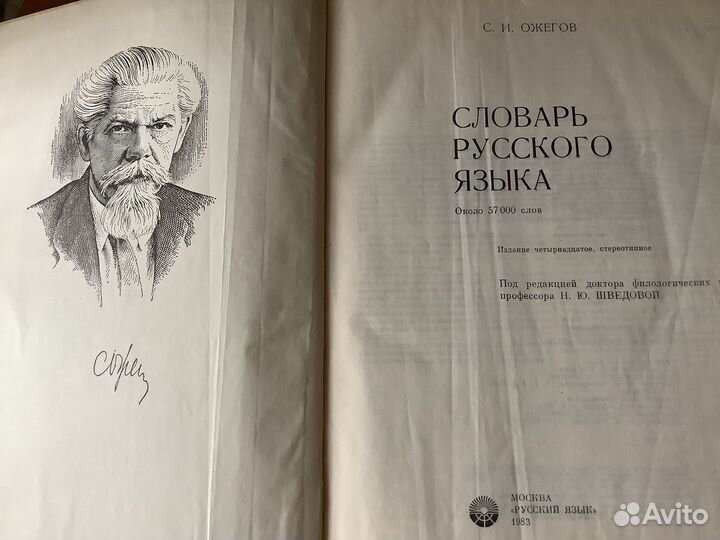 С. И. ОЖЕГОВ
СЛОВАРЬ
РУССКОГО
ЯЗЫКА
Около 57 000 слов
Издание четырнадцатое, стереотипное
Под редакцией доктора филологических
профессора Н. Ю. ШВЕДОВОЙ
МОСКВА
«РУССКИЙ ЯЗЫК»
1983
Avito